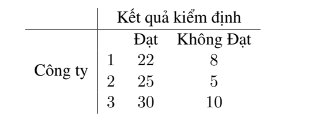 Kết quả kiểm định
Đạt Không Đạt
Công ty
1 22 8
2 25 5
3 30 10